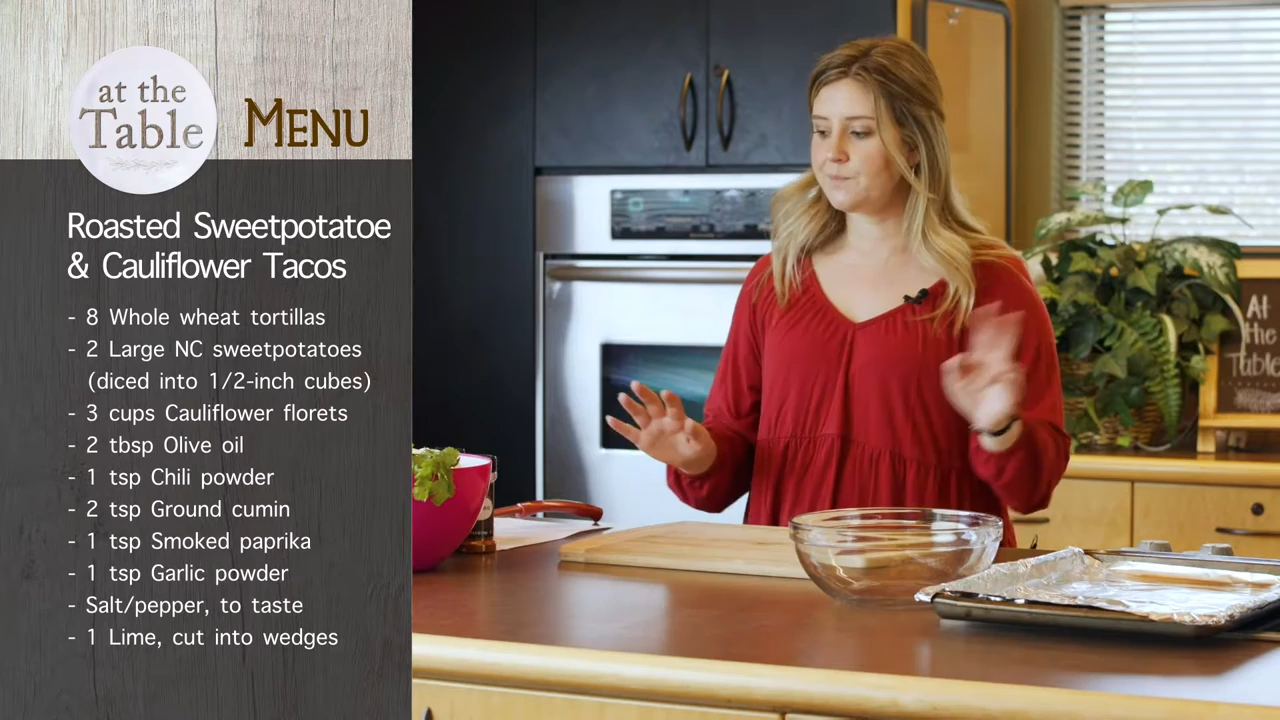 at the
Table
MENU
Roasted Sweetpotatoe
& Cauliflower Tacos
- 8 Whole wheat tortillas
- 2 Large NC sweetpotatoes
(diced into 1/2-inch cubes)
- 3 cups Cauliflower florets
- 2 tbsp Olive oil
- 1 tsp Chili powder
- 2 tsp Ground cumin
- 1 tsp Smoked paprika
- 1 tsp Garlic powder
- Salt/pepper, to taste
- 1 Lime, cut into wedges
At
the
Table